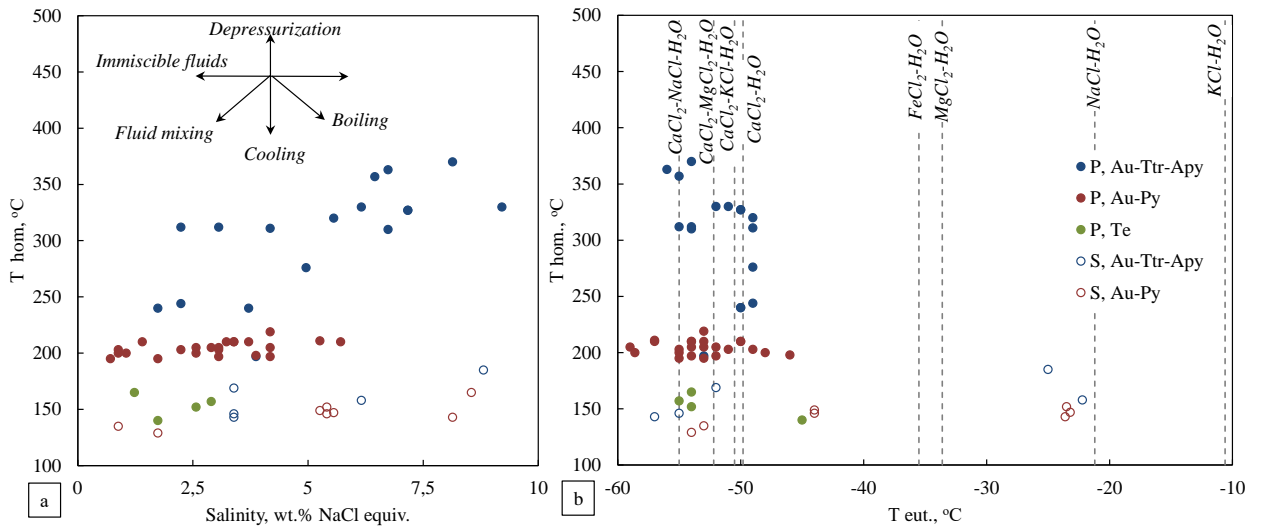 500
450
400
350
300
250
200
150
100
T hom, °C
Depressurization
Immiscible fluids
Fluid mixing
Boiling
Cooling
0
2,5
5
7,5
10
Salinity, wt.% NaCl equiv.
a
500
450
400
350
300
250
200
150
100
T hom., °C
CaCl2-NaCl-H2O
CaCl2-MgCl2-H2O
CaCl2-KCl-H2O
CaCl2-H2O
FeCl2-H2O
MgCl2-H2O
NaCl-H2O
KCl-H2O
P, Au-Ttr-Apy
P, Au-Py
P, Te
S, Au-Ttr-Apy
S, Au-Py
-60
-50
-40
-30
-20
-10
T eut., °C
b